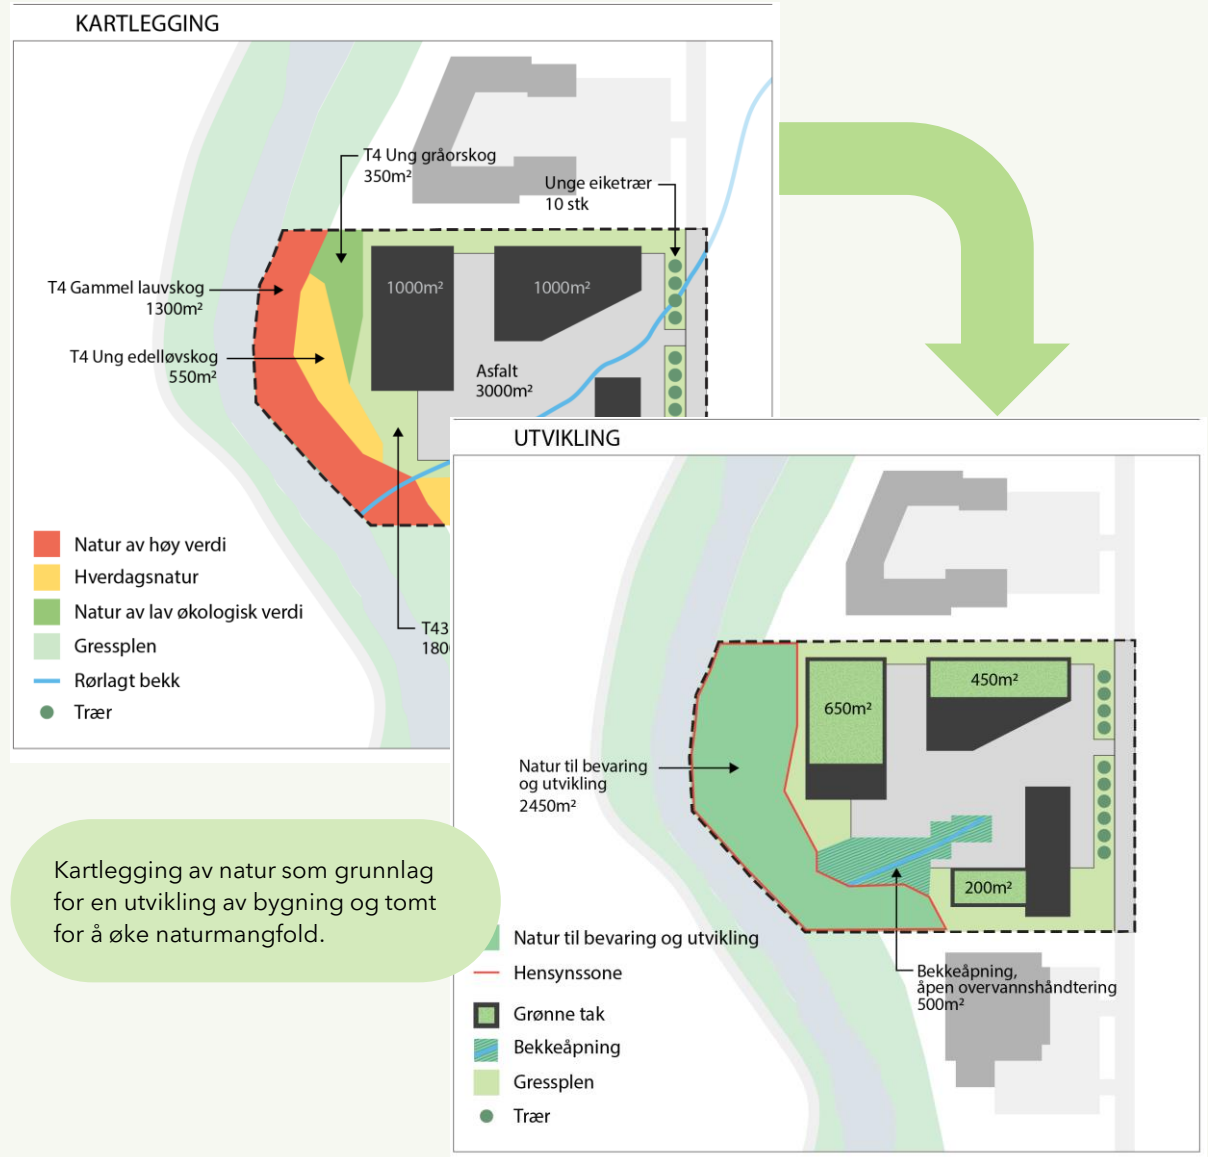 KARTLEGGING
T4 Ung gråorskog
350m²
Unge eiketrær
10 stk
T4 Gammel lauvskog
1300m²
1000m²
1000m²
T4 Ung edelløvskog
550m²
Asfalt
3000m²
Natur av høy verdi
Hverdagsnatur
Natur av lav økologisk verdi
Gressplen
Rørlagt bekk
Trær
T43
180
UTVIKLING
450m²
650m²
Natur til bevaring
og utvikling
2450m²
200m²
Bekkeåpning,
åpen overvannshåndtering
500m²
Natur til bevaring og utvikling
Hensynssone
Grønne tak
Bekkeåpning
Gressplen
Trær
Kartlegging av natur som grunnlag
for en utvikling av bygning og tomt
for å øke naturmangfold.